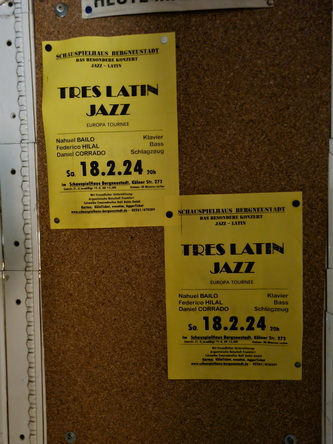 SCHAUSPIELHAUS BERGNEUSTADT
DAS BESONDERE KONZERT
JAZZ - LATIN
TRES LATIN
JAZZ
EUROPA TOURNEE
Nahuel BAILO Klavier
Federico HILAL Bass
Daniel CORRADO Schlagzeug
So. 18.2.24 20h
im Schauspielhaus Bergneustadt, Kölner Str. 273
SCHAUSPIELHAUS BERGNEUSTADT
DAS BESONDERE KONZERT
JAZZ - LATIN
TRES LATIN
JAZZ
EUROPA TOURNEE
Nahuel BAILO Klavier
Federico HILAL Bass
Daniel CORRADO Schlagzeug
So. 18.2.24 20h
im Schauspielhaus Bergneustadt, Kölner Str. 273